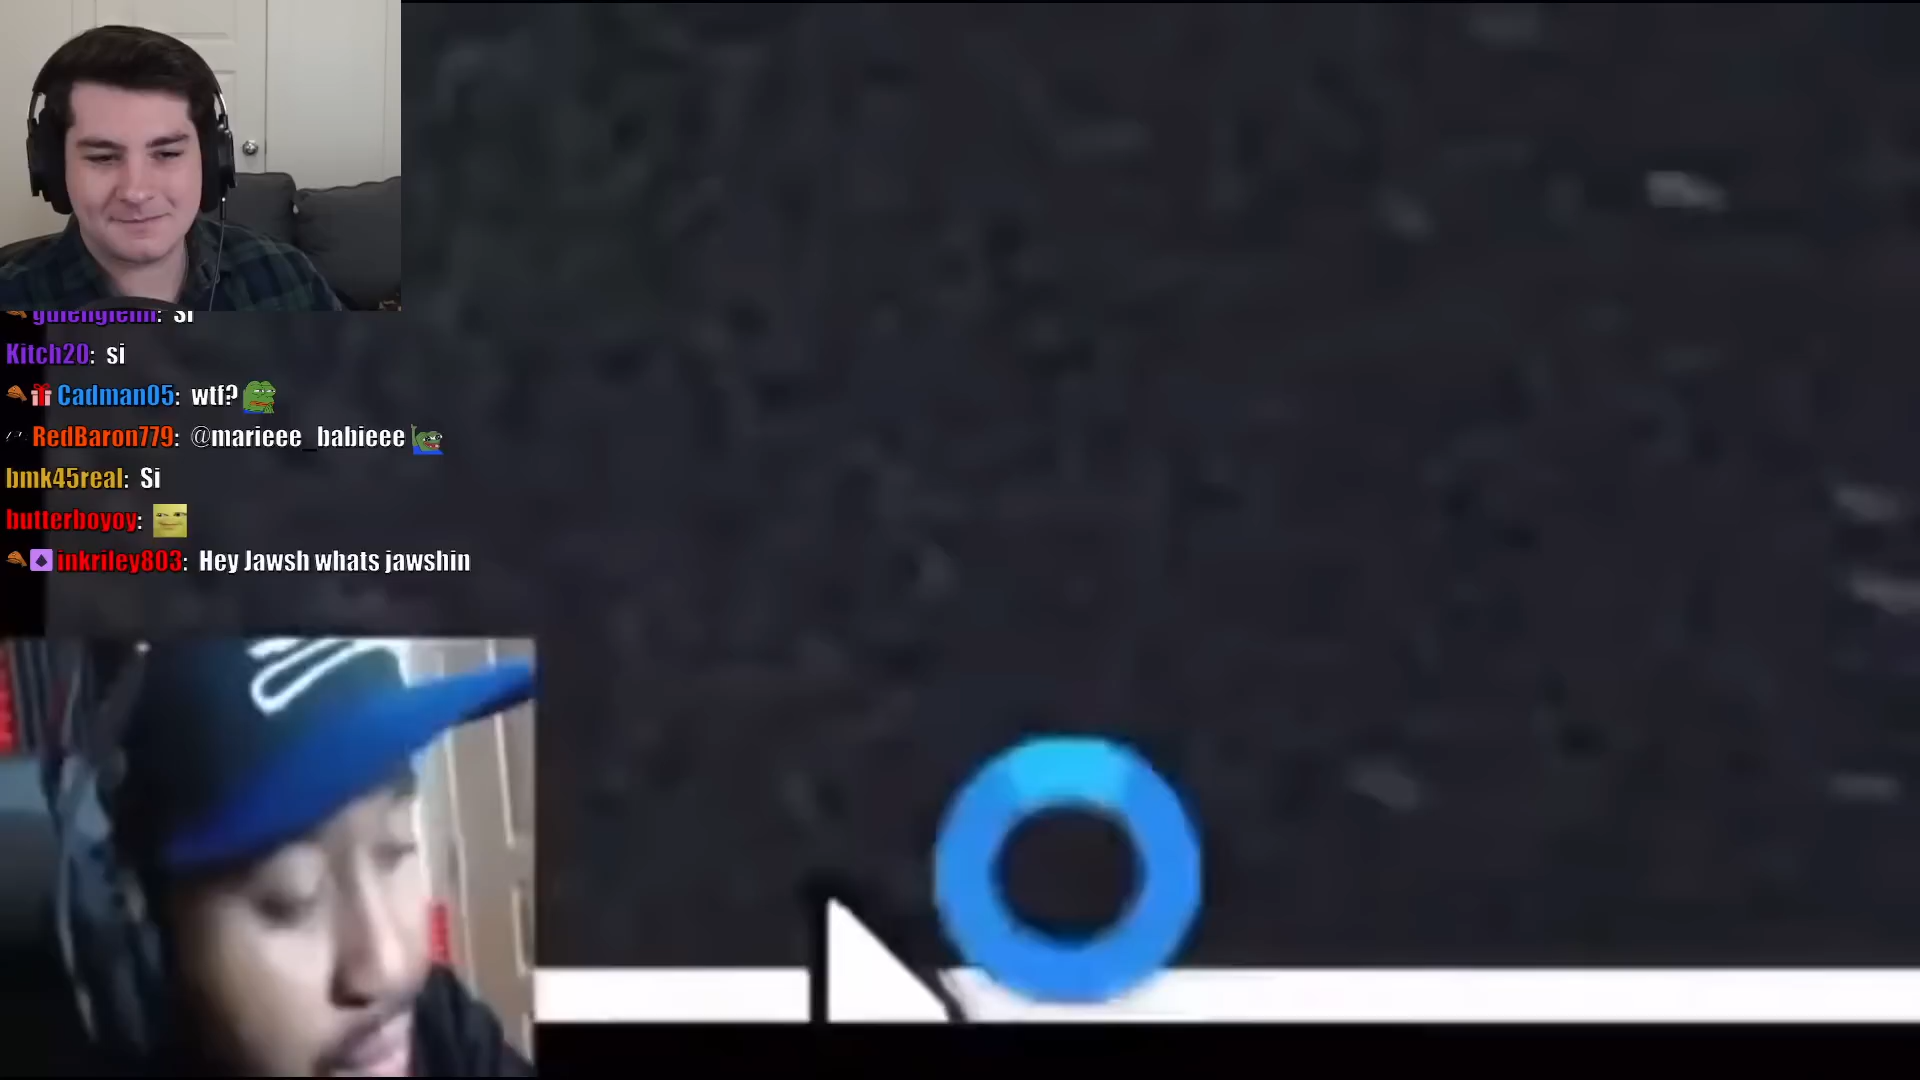 Kitch20: si
Cadman05: wtf?
RedBaron779: @marieee_babieee
bmk45real: Si
butterboyoy:
inkriley803: Hey Jawsh whats jawshin